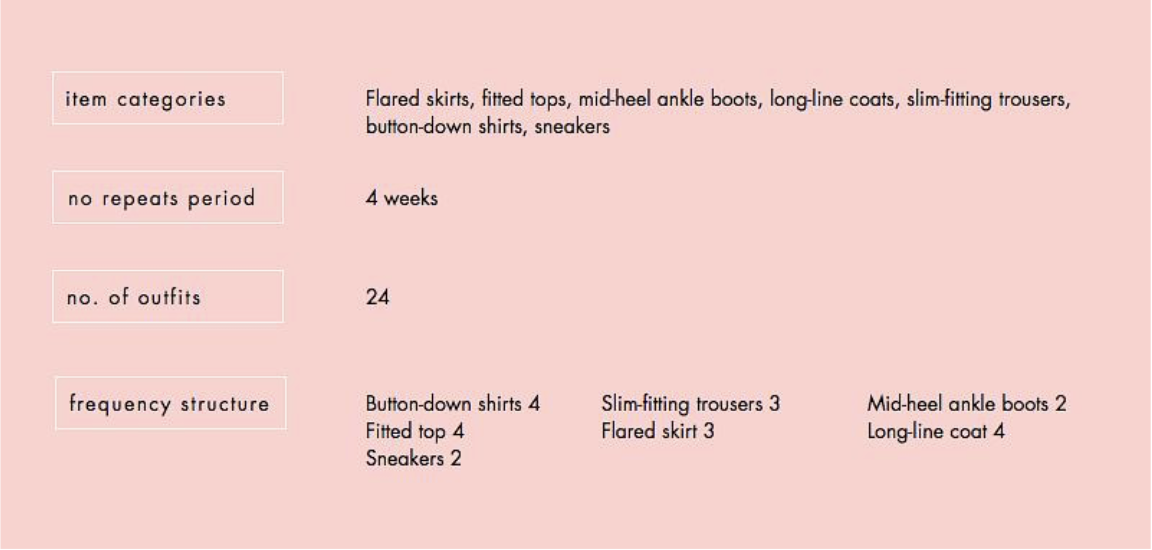 item categories
Flared skirts, fitted tops, mid-heel ankle boots, long-line coats, slim-fitting trousers,
button-down shirts, sneakers
no repeats period
4 weeks
no. of outfits
24
frequency structure
Button-down shirts 4
Fitted top 4
Sneakers 2
Slim-fitting trousers 3
Flared skirt 3
Mid-heel ankle boots 2
Long-line coat 4